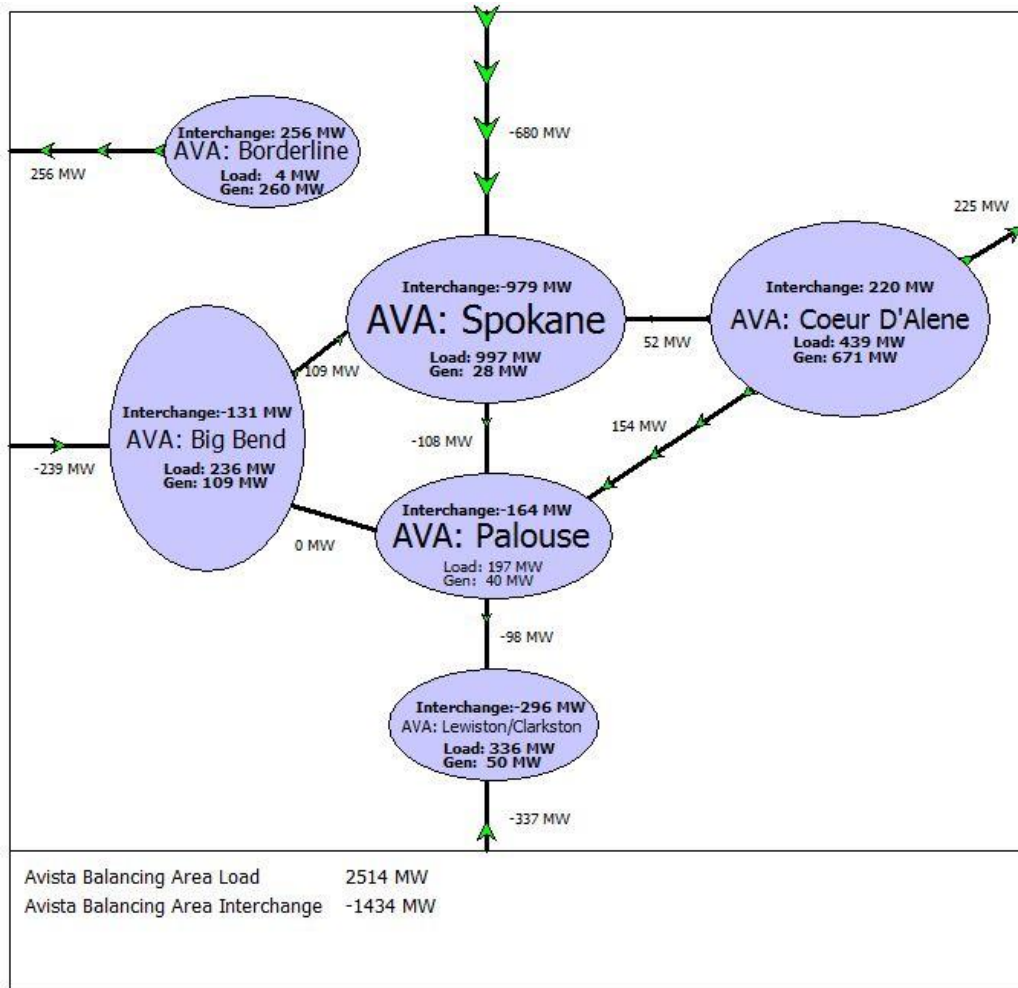 -680 MW
Interchange: 256 MW
AVA: Borderline
Load: 4 MW
Gen: 260 MW
256 MW
225 MW
Interchange:-979 MW
AVA: Spokane
Load: 997 MW
Gen: 28 MW
Interchange: 220 MW
AVA: Coeur D'Alene
Load: 439 MW
Gen: 671 MW
52 MW
109 MW
Interchange:-131 MW
AVA: Big Bend
Load: 236 MW
Gen: 109 MW
-239 MW
-108 MW
154 MW
Interchange:-164 MW
AVA: Palouse
Load: 197 MW
Gen: 40 MW
0 MW
-98 MW
Interchange:-296 MW
AVA: Lewiston/Clarkston
Load: 336 MW
Gen: 50 MW
-337 MW
Avista Balancing Area Load 2514 MW
Avista Balancing Area Interchange -1434 MW